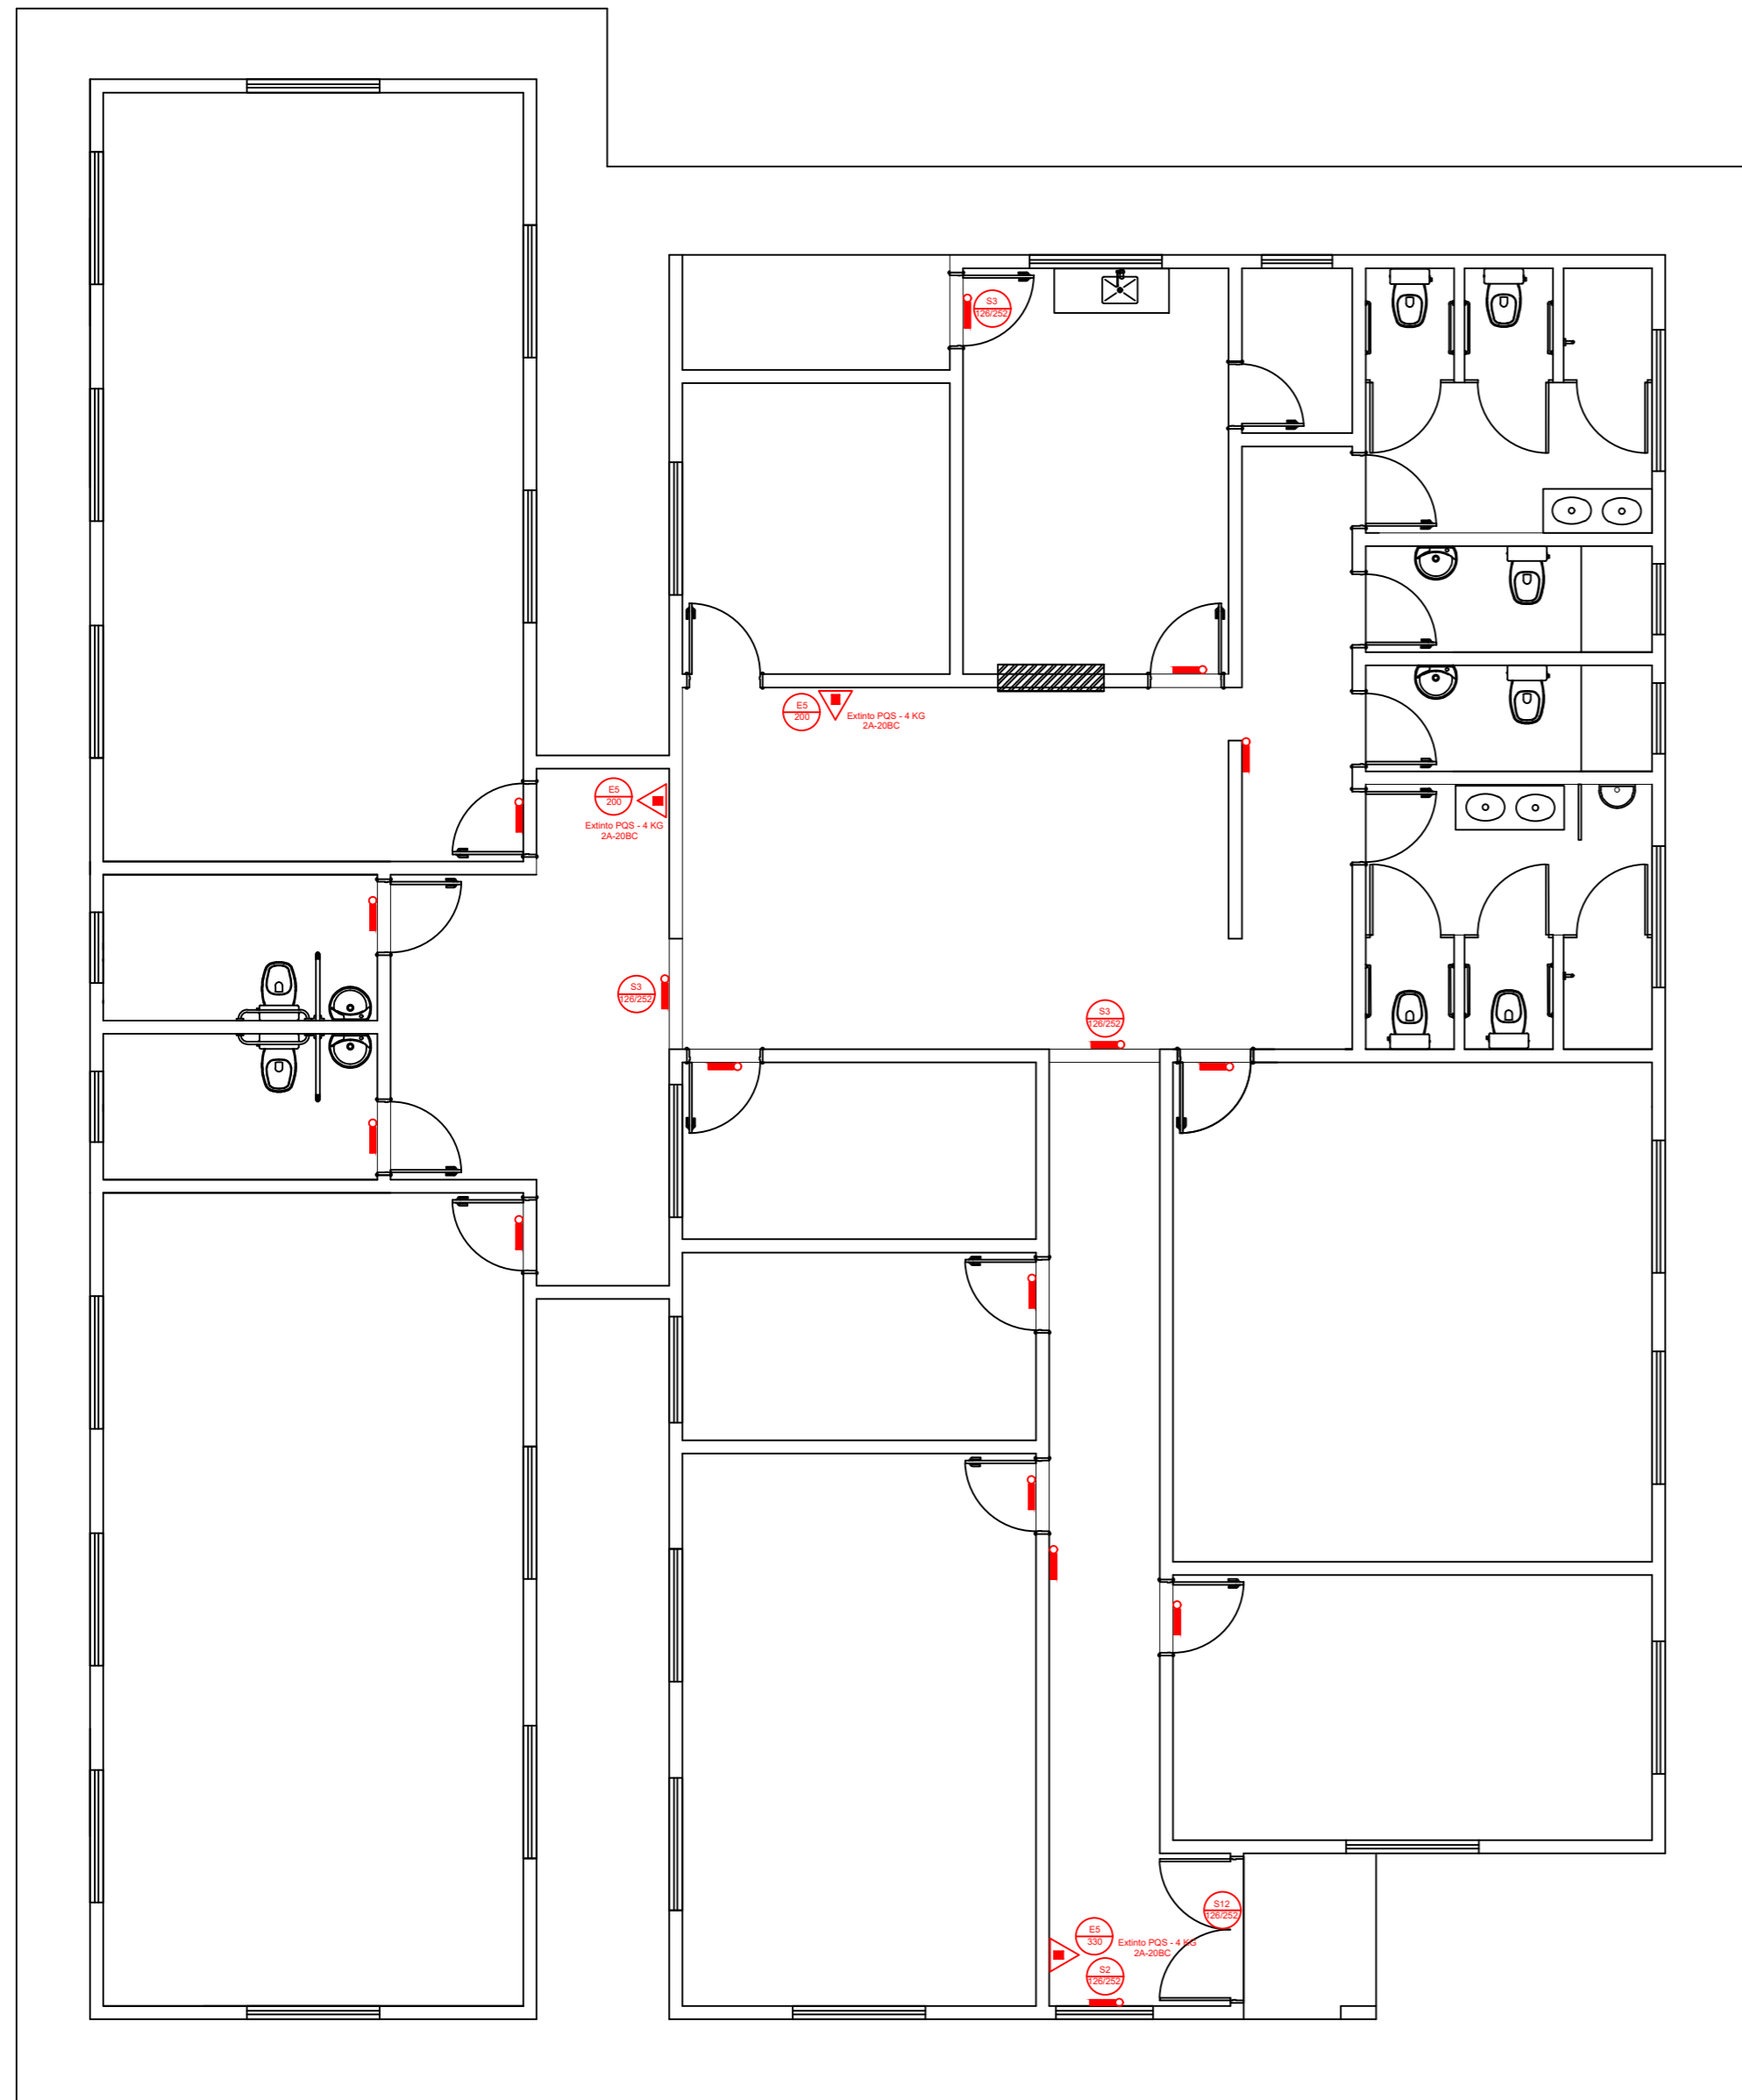 S3
126/252
E5
200
Extinto PQS - 4 KG
2A-20BC
E5
200
Extinto PQS - 4 KG
2A-20BC
S3
126/252
S3
126/252
S12
126/252
E5
330
Extinto PQS - 4 KG
2A-20BC
S2
126/252